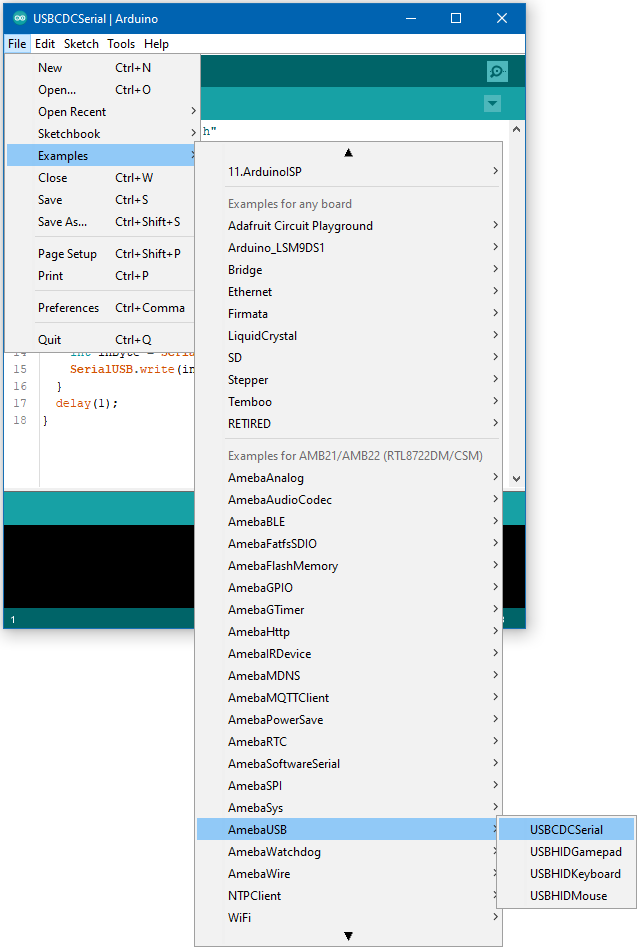 USBCDCSerial | Arduino
File Edit Sketch Tools Help
New Ctrl+N
Open... Ctrl+O
Open Recent
Sketchbook
Examples
Close Ctrl+W
Save Ctrl+S
Save As... Ctrl+Shift+S
Page Setup Ctrl+Shift+P
Print Ctrl+P
Preferences Ctrl+Comma
Quit Ctrl+Q
h"
15 SerialUSB.write(in
16 }
17 delay(1);
18 }
1
11.ArduinoISP
Examples for any board
Adafruit Circuit Playground
Arduino_LSM9DS1
Bridge
Ethernet
Firmata
LiquidCrystal
SD
Stepper
Temboo
RETIRED
Examples for AMB21/AMB22 (RTL8722DM/CSM)
AmebaAnalog
AmebaAudioCodec
AmebaBLE
AmebaFatfsSDIO
AmebaFlashMemory
AmebaGPIO
AmebaGTimer
AmebaHttp
AmebaIRDevice
AmebaMDNS
AmebaMQTTClient
AmebaPowerSave
AmebaRTC
AmebaSoftwareSerial
AmebaSPI
AmebaSys
AmebaUSB
AmebaWatchdog
AmebaWire
NTPClient
WiFi
USBCDCSerial
USBHIDGamepad
USBHIDKeyboard
USBHIDMouse